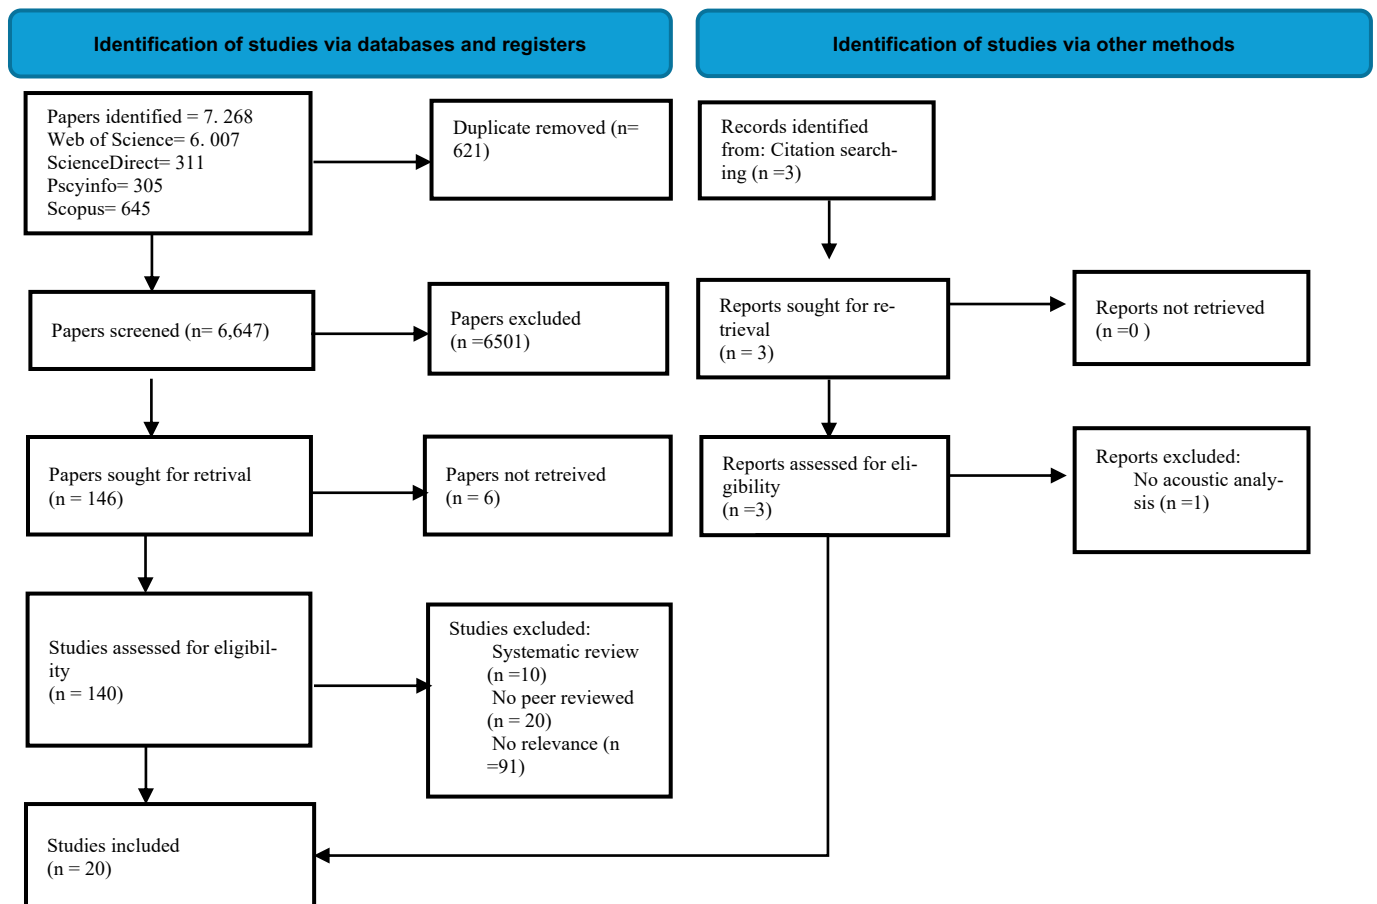 Identification of studies via databases and registers
Identification of studies via other methods
Papers identified = 7. 268
Web of Science= 6. 007
ScienceDirect= 311
Pscyinfo= 305
Scopus= 645
Duplicate removed (n=
621)
Records identified
from: Citation search-
ing (n =3)
Papers screened (n= 6,647)
Papers excluded
(n =6501)
Reports sought for re-
trieval
(n = 3)
Reports not retrieved
(n =0 )
Papers sought for retrival
(n = 146)
Papers not retreived
(n = 6)
Reports assessed for eli-
gibility
(n =3)
Reports excluded:
No acoustic analy-
sis (n =1)
Studies assessed for eligibil-
ity
(n = 140)
Studies excluded:
Systematic review
(n =10)
No peer reviewed
(n = 20)
No relevance (n
=91)
Studies included
(n = 20)